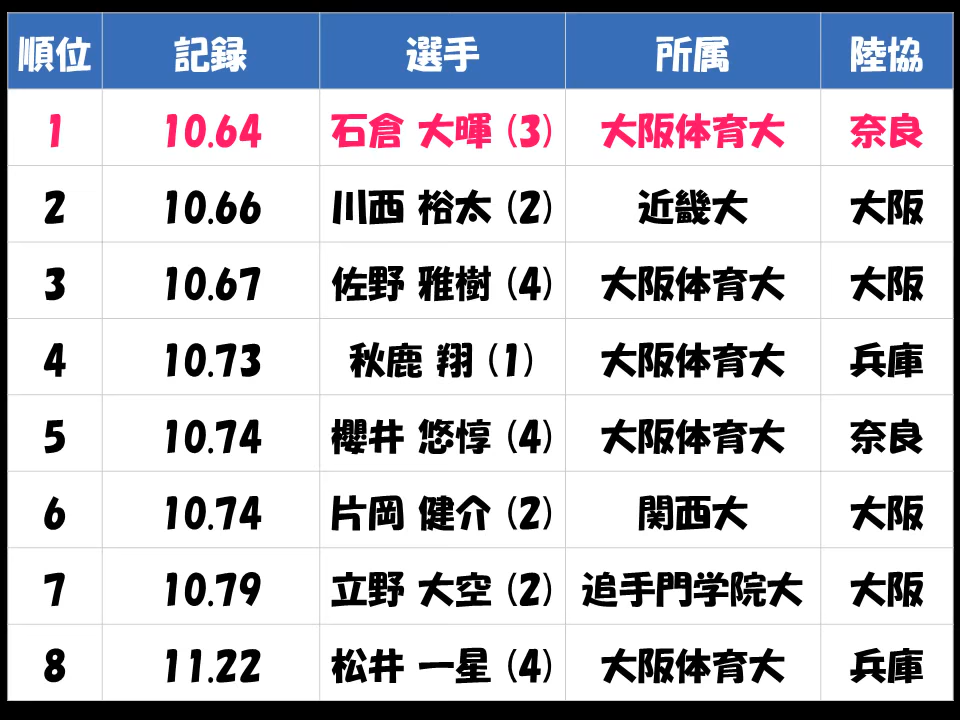 順位 記録 選手 所属 陸協
1 10.64 石倉 大暉 (3) 大阪体育大 奈良
2 10.66 川西 裕太 (2) 近畿大 大阪
3 10.67 佐野 雅樹 (4) 大阪体育大 大阪
4 10.73 秋鹿 翔 (1) 大阪体育大 兵庫
5 10.74 櫻井 悠惇 (4) 大阪体育大 奈良
6 10.74 片岡 健介 (2) 関西大 大阪
7 10.79 立野 大空 (2) 追手門学院大 大阪
8 11.22 松井 一星 (4) 大阪体育大 兵庫